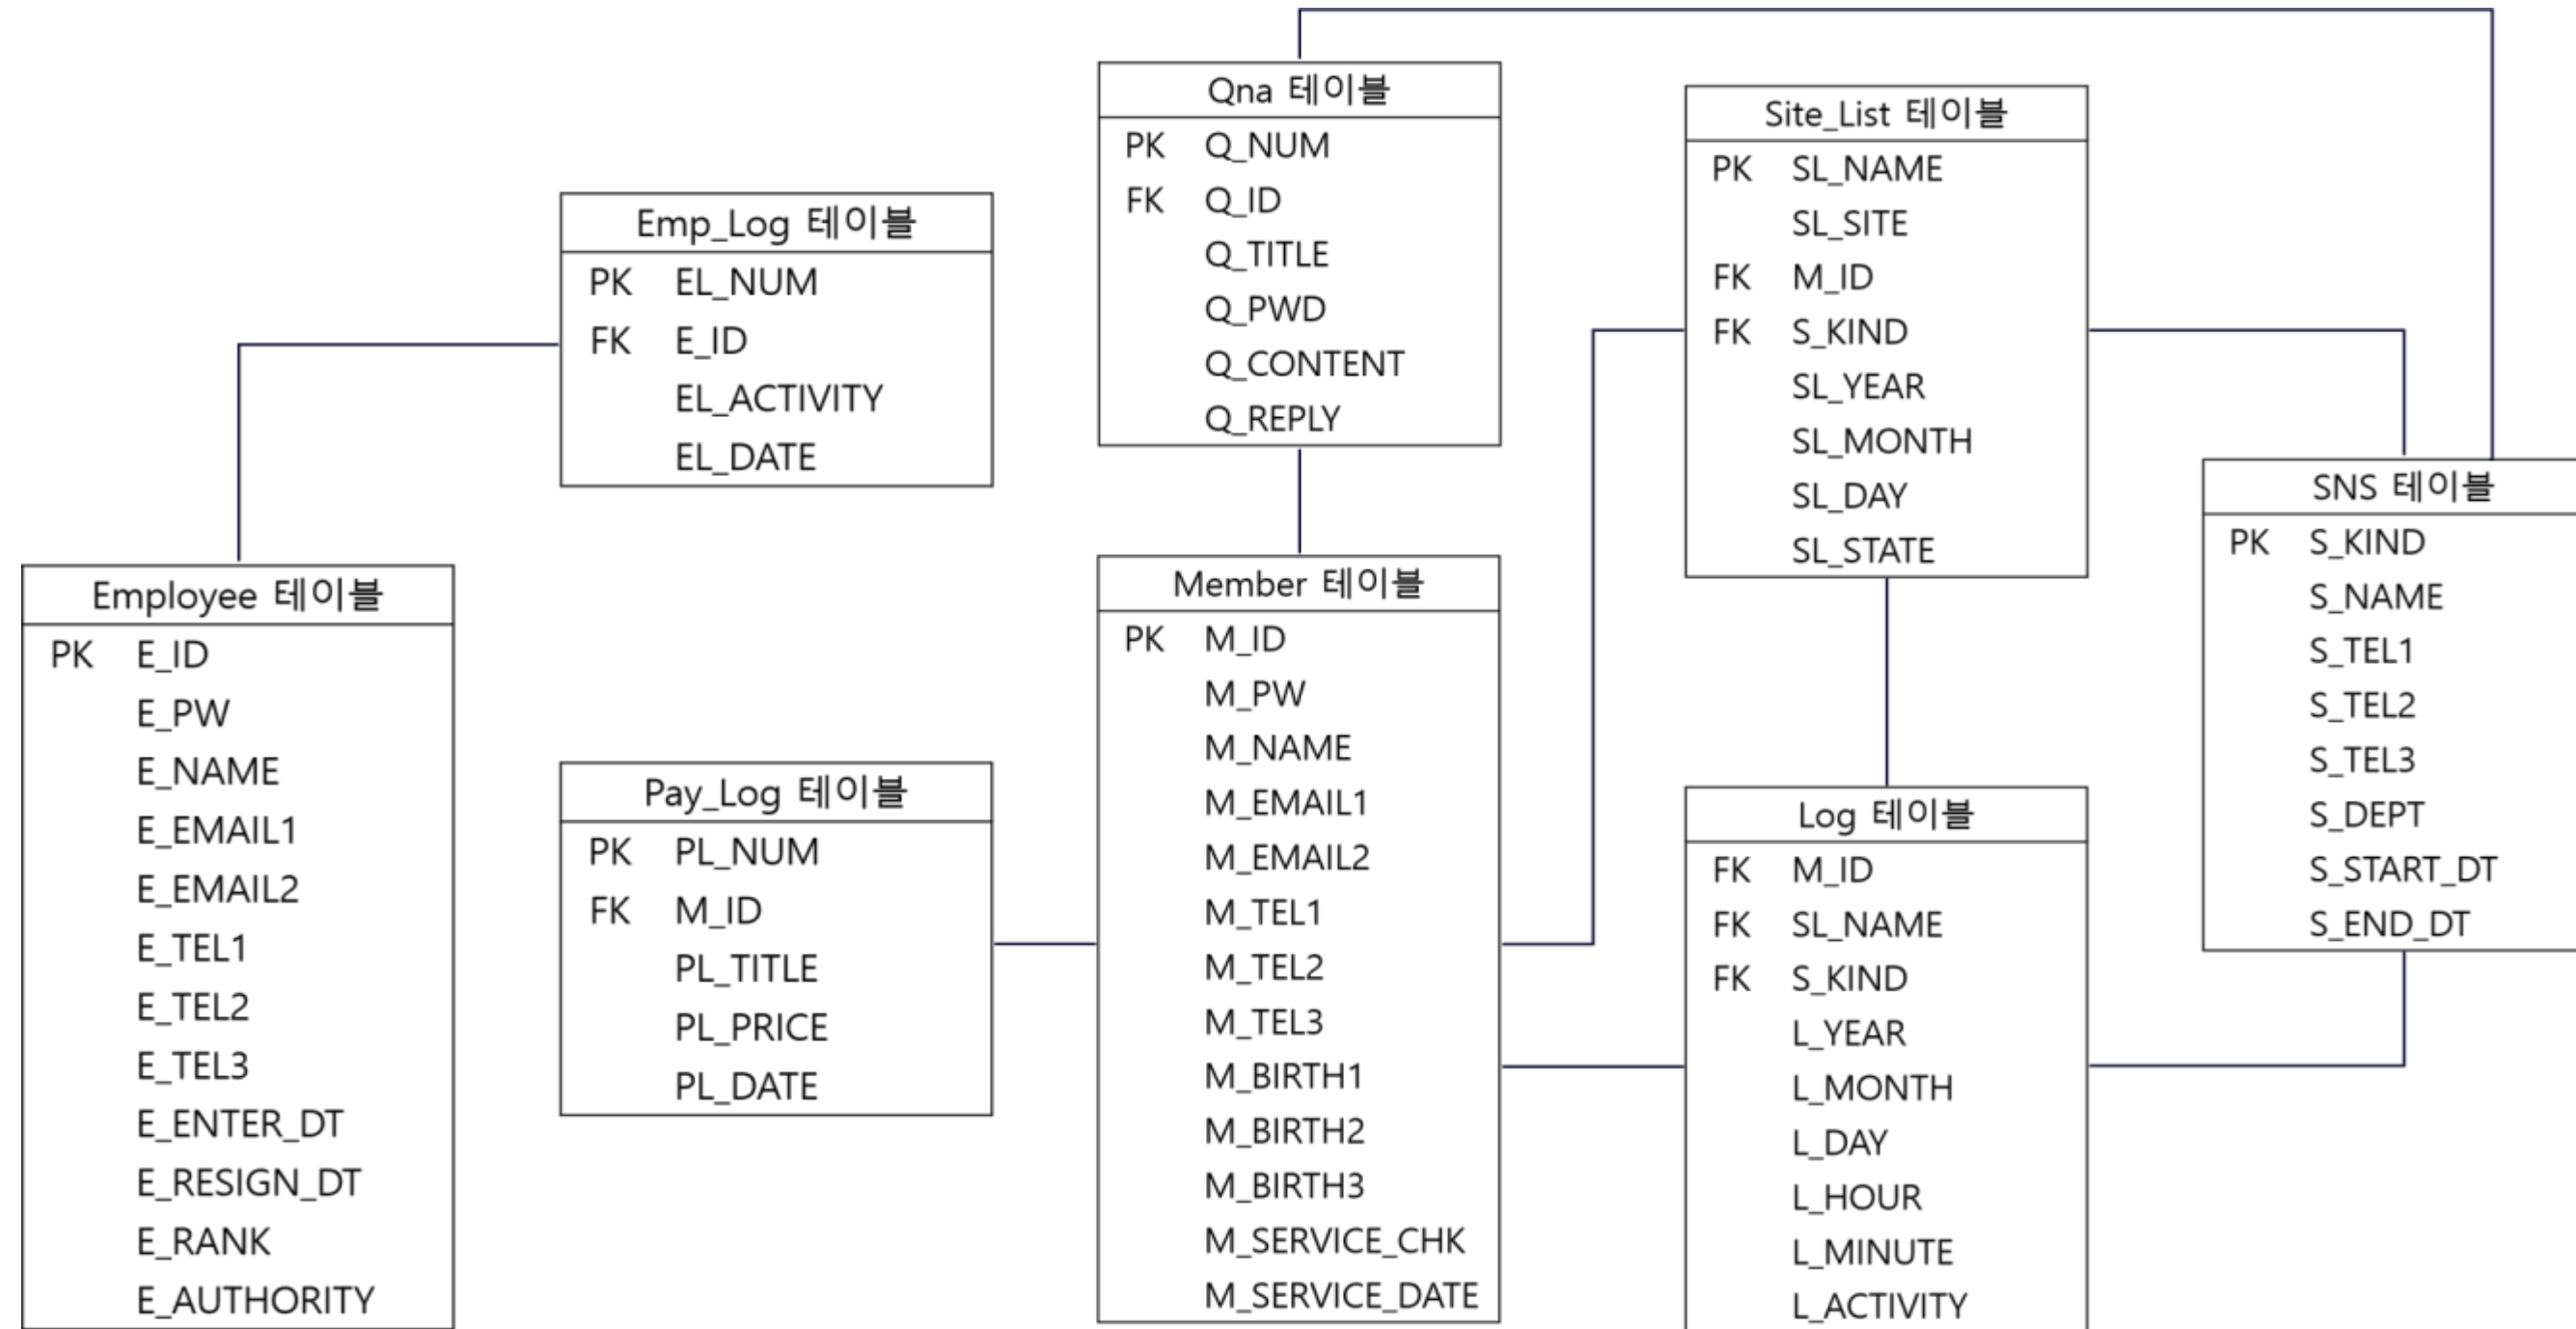 Qna 테이블
PK Q_NUM
FK Q_ID
Q_TITLE
Q_PWD
Q_CONTENT
Q_REPLY
Site_List 테이블
PK SL_NAME
SL_SITE
FK M_ID
FK S_KIND
SL_YEAR
SL_MONTH
SL_DAY
SL_STATE
Emp_Log 테이블
PK EL_NUM
FK E_ID
EL_ACTIVITY
EL_DATE
SNS 테이블
PK S_KIND
S_NAME
S_TEL1
S_TEL2
S_TEL3
S_DEPT
S_START_DT
S_END_DT
Employee 테이블
PK E_ID
E_PW
E_NAME
E_EMAIL1
E_EMAIL2
E_TEL1
E_TEL2
E_TEL3
E_ENTER_DT
E_RESIGN_DT
E_RANK
E_AUTHORITY
Pay_Log 테이블
PK PL_NUM
FK M_ID
PL_TITLE
PL_PRICE
PL_DATE
Member 테이블
PK M_ID
M_PW
M_NAME
M_EMAIL1
M_EMAIL2
M_TEL1
M_TEL2
M_TEL3
M_BIRTH1
M_BIRTH2
M_BIRTH3
M_SERVICE_CHK
M_SERVICE_DATE
Log 테이블
FK M_ID
FK SL_NAME
FK S_KIND
L_YEAR
L_MONTH
L_DAY
L_HOUR
L_MINUTE
L_ACTIVITY